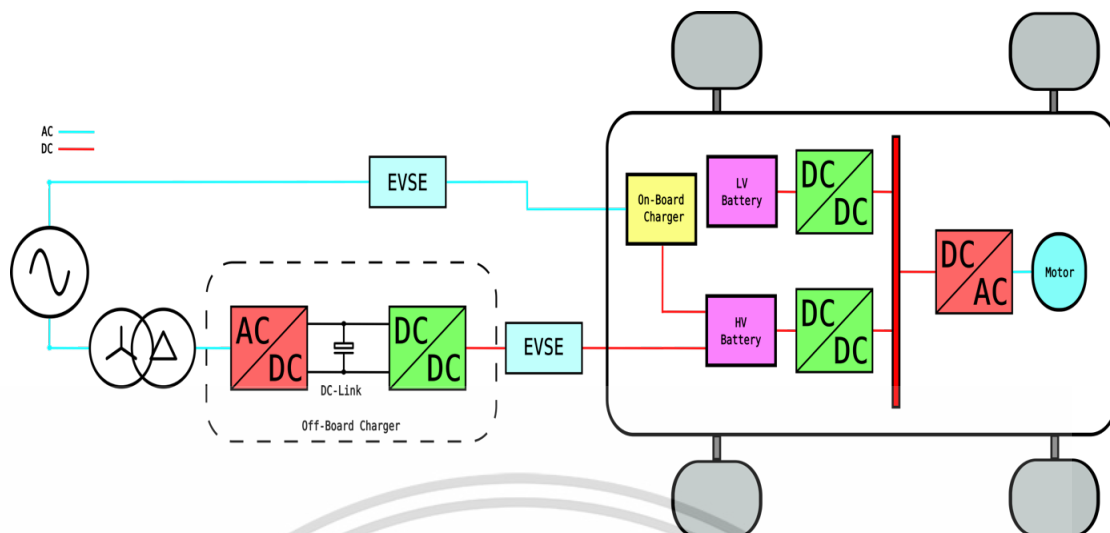 AC
DC
EVSE
On-Board
Charger
LV
Battery
DC
DC
DC
AC
Motor
HV
Battery
DC
DC
AC
DC
DC-Link
DC
DC
EVSE
Off-Board Charger